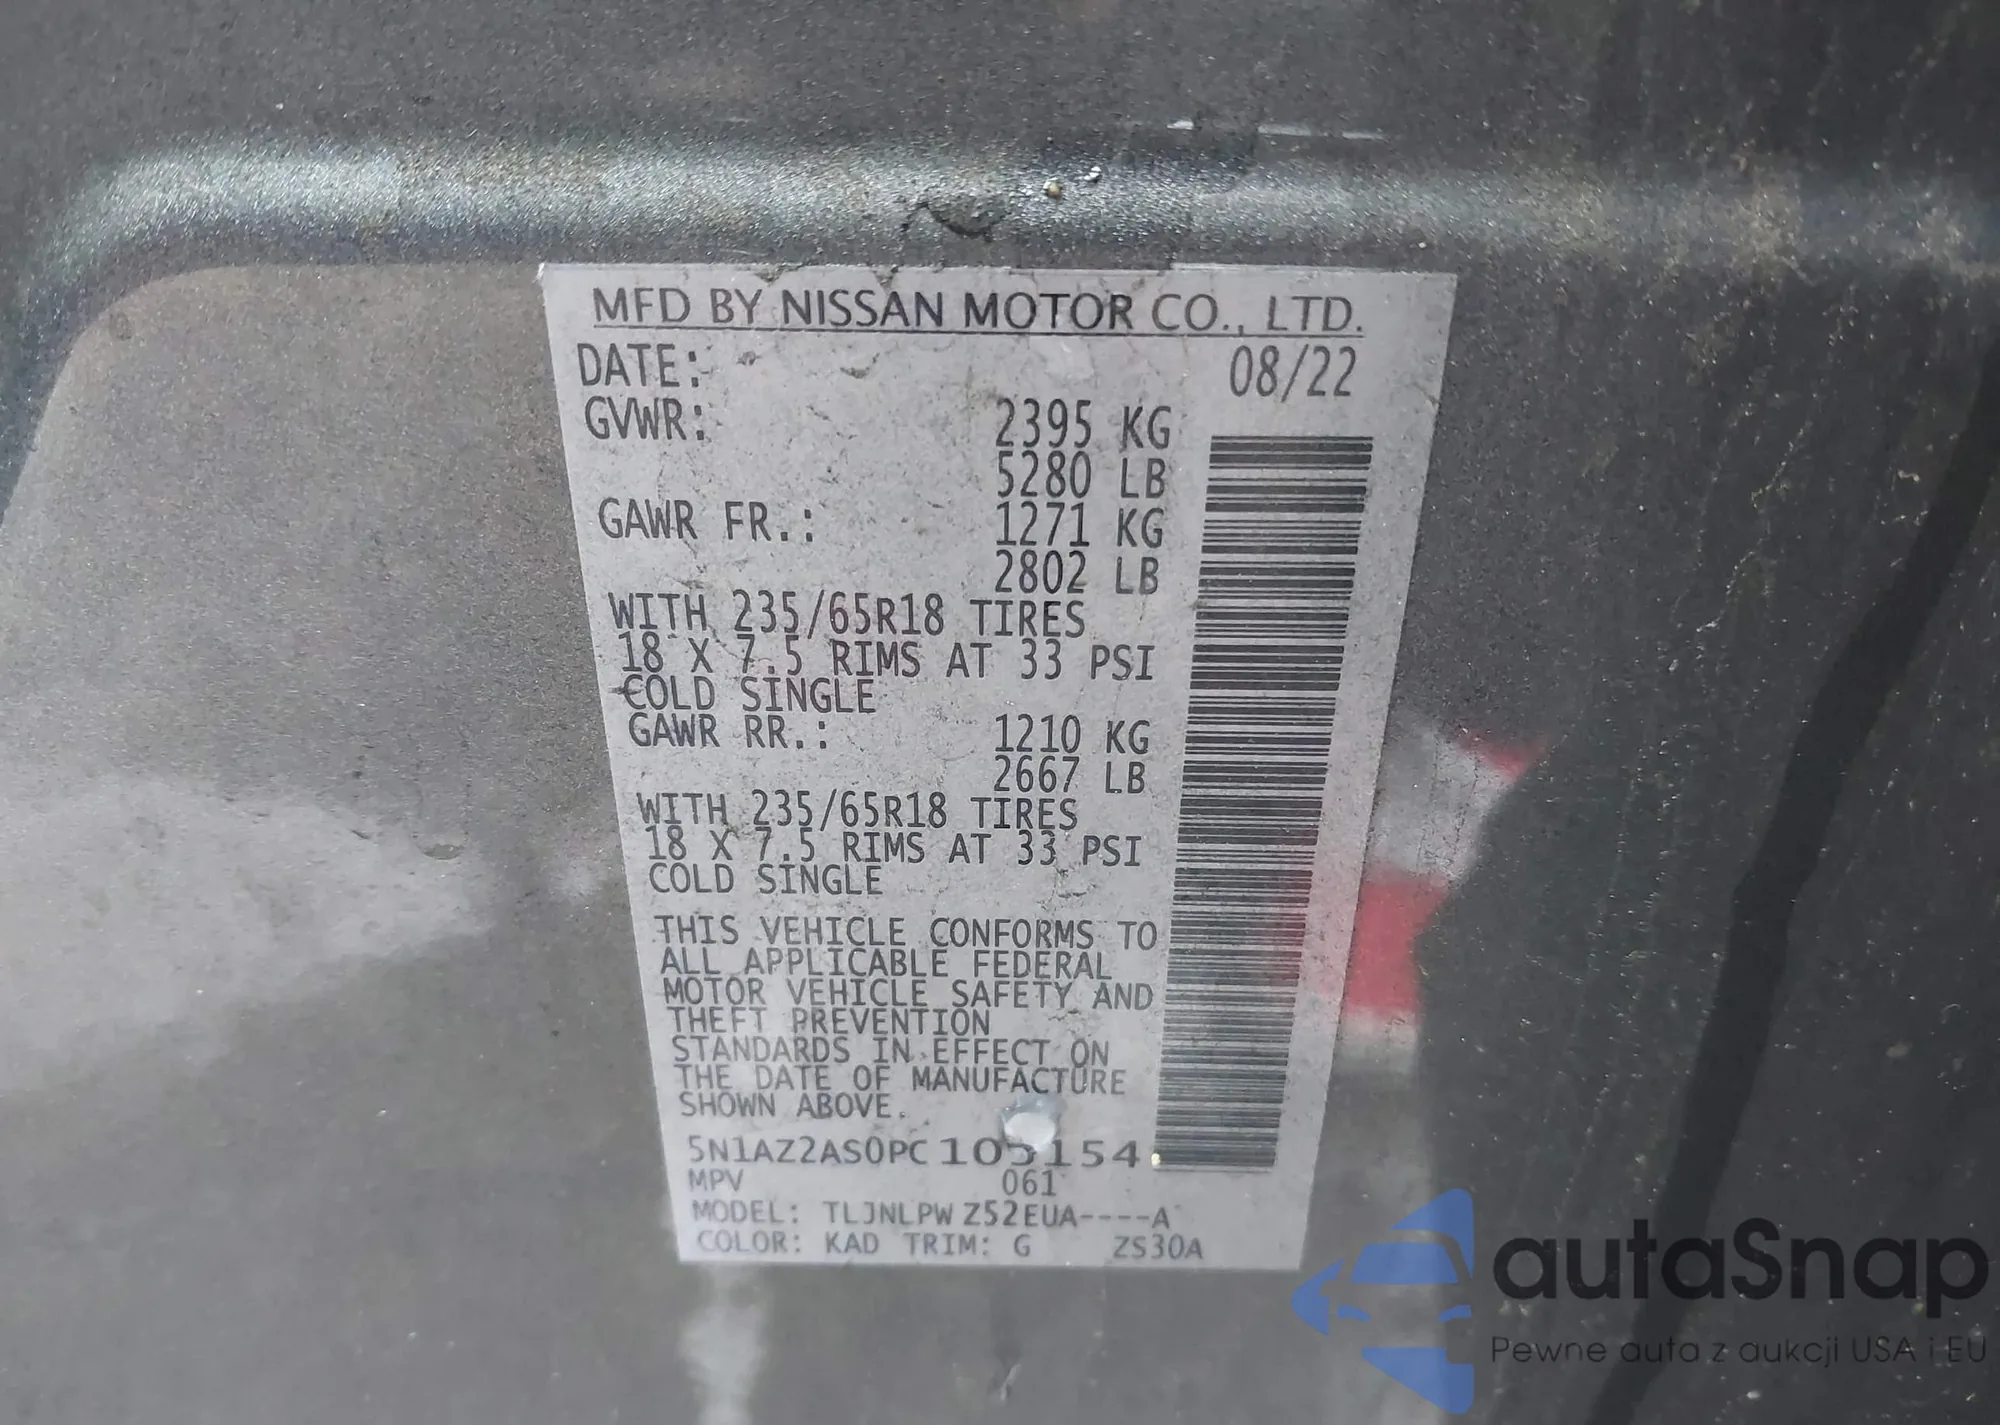 MFD BY NISSAN MOTOR CO., LTD.
DATE: 08/22
GVWR: 2395 KG
5280 LB
GAWR FR.: 1271 KG
2802 LB
WITH 235/65R18 TIRES
18 X 7.5 RIMS AT 33 PSI
COLD SINGLE
GAWR RR.: 1210 KG
2667 LB
WITH 235/65R18 TIRES
18 X 7.5 RIMS AT 33 PSI
COLD SINGLE
THIS VEHICLE CONFORMS TO
ALL APPLICABLE FEDERAL
MOTOR VEHICLE SAFETY AND
THEFT PREVENTION
STANDARDS IN EFFECT ON
THE DATE OF MANUFACTURE
SHOWN ABOVE.
MPV 061
MODEL: TLJNLPW Z52EUA----A
COLOR: KAD TRIM: G ZS30A
autaSnap
Pewne auta z aukcji USA i EU